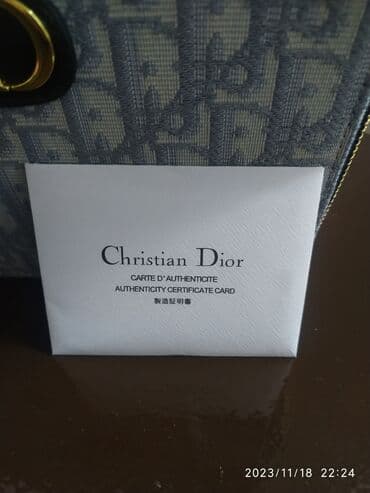 Christian Dior
CARTE D'AUTHENTICITE
AUTHENTICITY CERTIFICATE CARD
製造証明書
2023/11/18 22:24